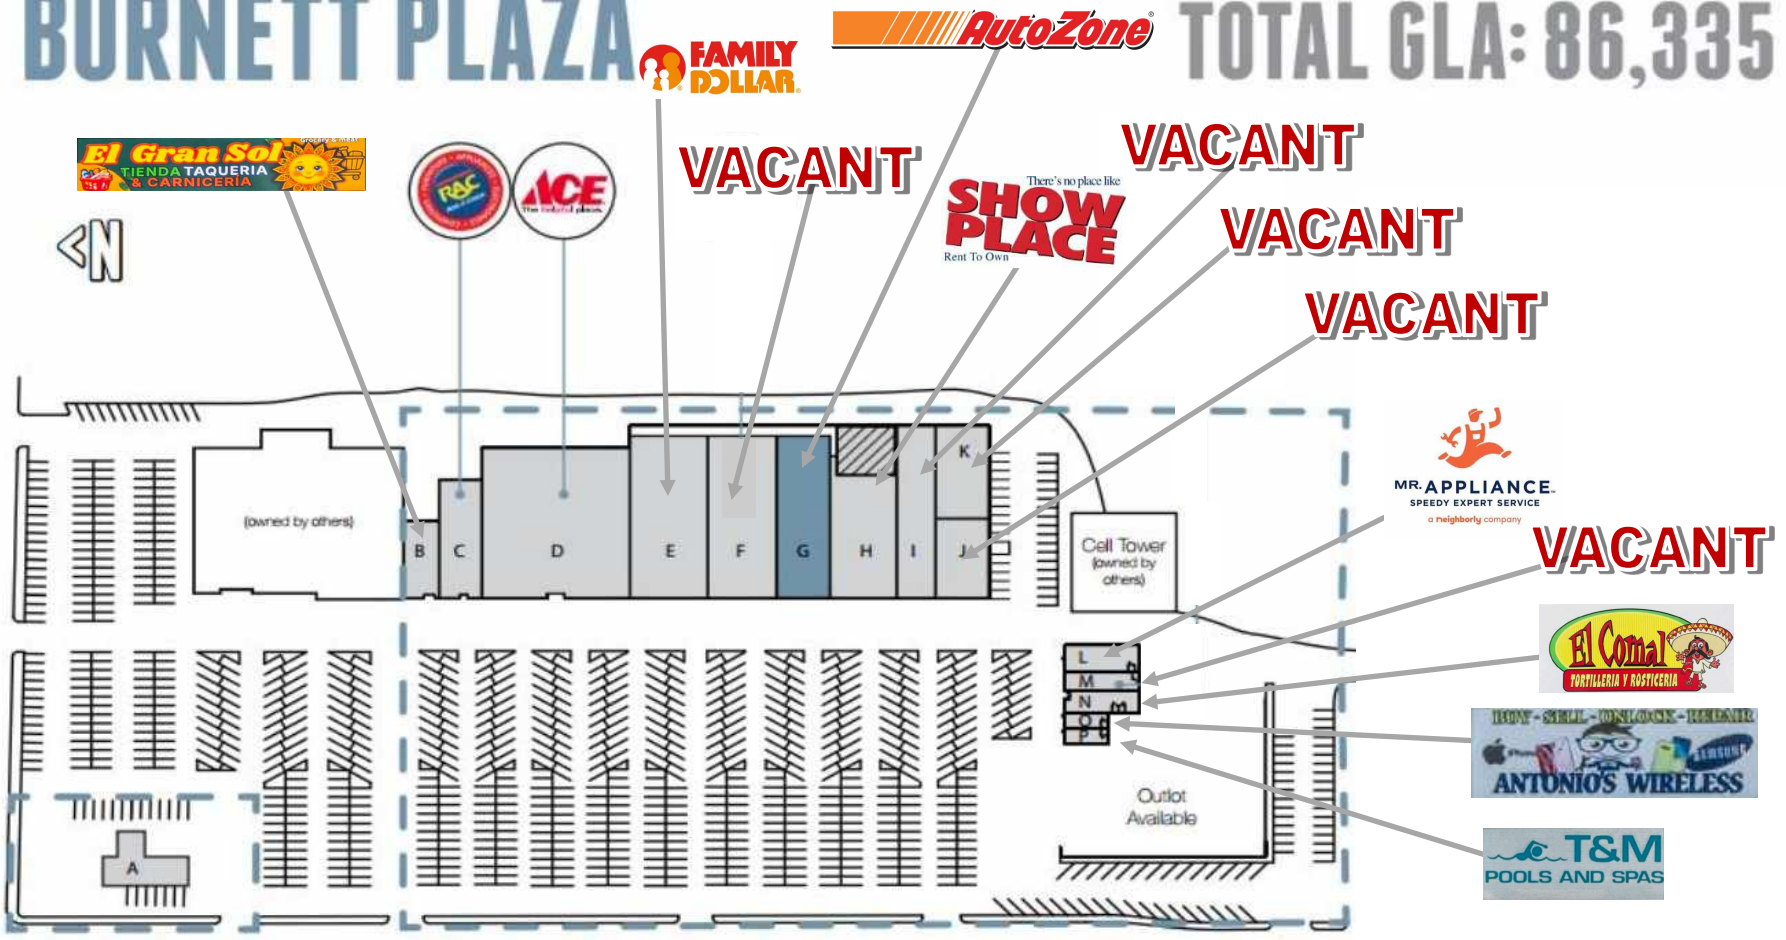 BURNETT PLAZA
TOTAL GLA: 86,335
AutoZone
FAMILY
DOLLAR
VACANT
VACANT
VACANT
VACANT
El Gran Sol
TIENDA TAQUERIA
& CARNICERIA
RAC
ACE
The helpful place.
There's no place like
SHOW
PLACE
Rent To Own
<N
(owned by others)
B
C
D
E
F
G
H
I
J
K
Cell Tower
(owned by
others)
MR. APPLIANCE
SPEEDY EXPERT SERVICE
a neighborly company
VACANT
L
M
N
O
P
El Comal
TORTILLERIA Y ROSTICERIA
BUY - SELL - UNLOCK - REPAIR
iPhone
SAMSUNG
ANTONIO'S WIRELESS
Outlot
Available
T&M
POOLS AND SPAS
A